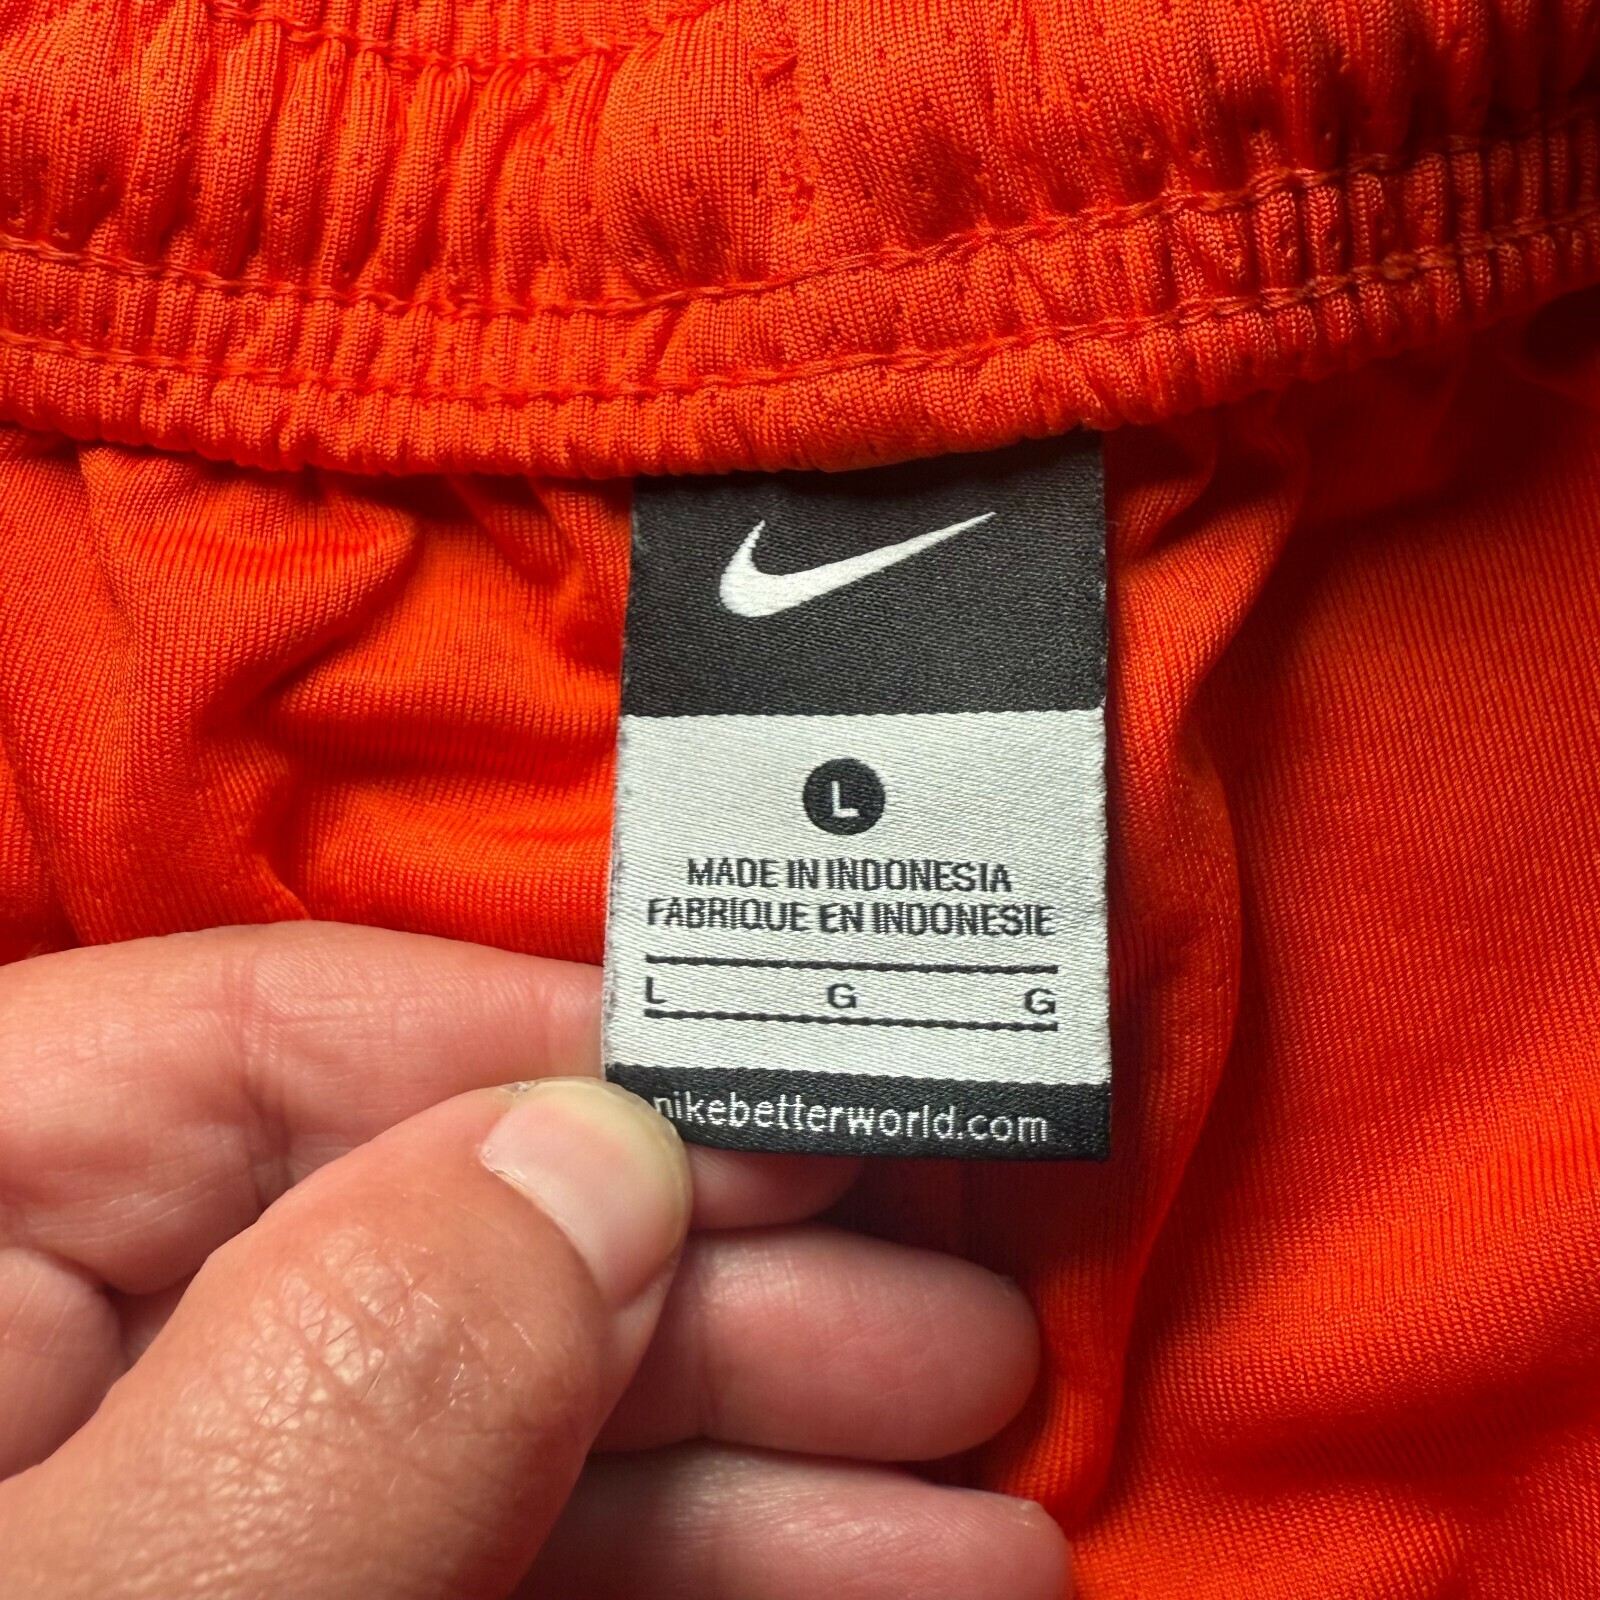 L
MADE IN INDONESIA
FABRIQUE EN INDONESIE
L G G
nikebetterworld.com